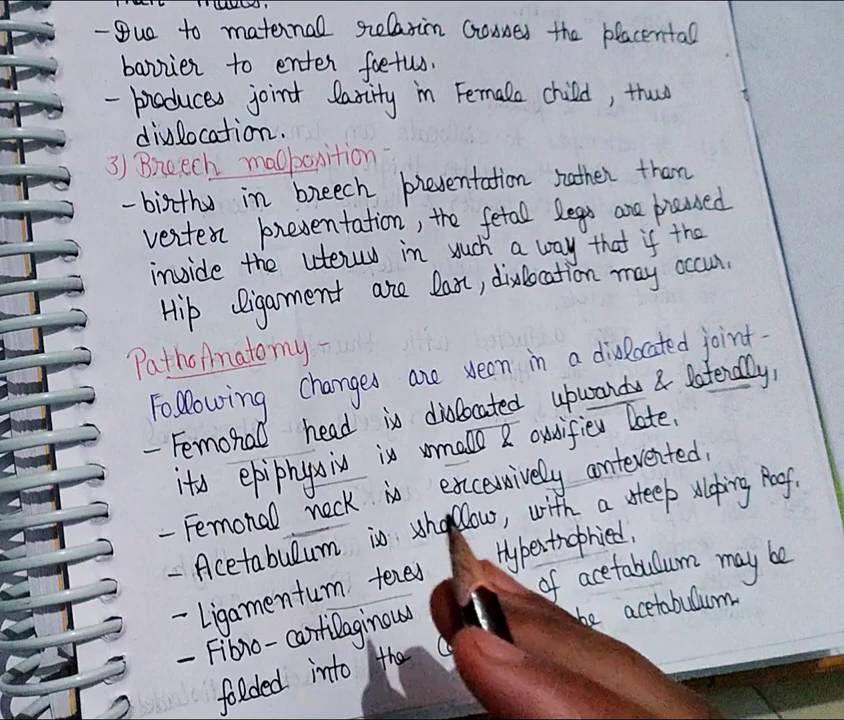 - Due to maternal relaxin crosses the placental
barrier to enter foetus.
- produces joint laxity in Female child, thus
dislocation.
3) Breech malposition -
- births in breech presentation rather than
vertex presentation, the fetal legs are pressed
inside the uterus in such a way that if the
Hip ligament are lax, dislocation may occur.
PathoAnatomy -
Following changes are seen in a dislocated joint -
- Femoral head is dislocated upwards & laterally,
its epiphysis is small & ossifies late.
- Femoral neck is excessively anteverted.
- Acetabulum is shallow, with a steep sloping Roof.
- Ligamentum teres Hypertrophied.
- Fibro-cartilaginous of acetabulum may be
folded into the acetabulum